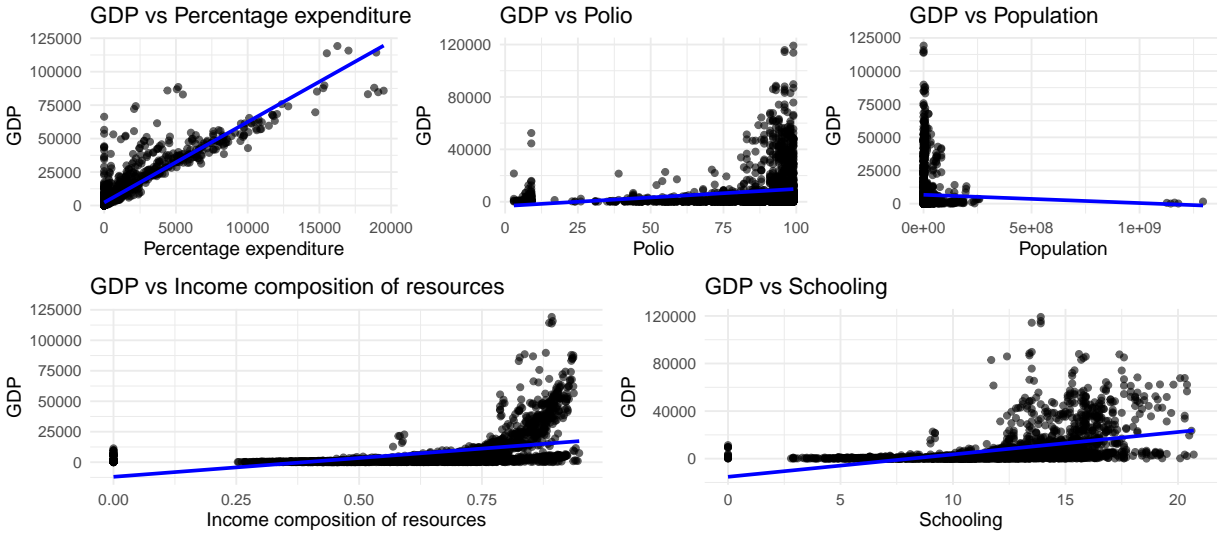 GDP vs Percentage expenditure
125000
100000
75000
50000
25000
0
GDP
0 5000 10000 15000 20000
Percentage expenditure
GDP vs Polio
120000
80000
40000
0
GDP
0 25 50 75 100
Polio
GDP vs Population
125000
100000
75000
50000
25000
0
GDP
0e+00 5e+08 1e+09
Population
GDP vs Income composition of resources
125000
100000
75000
50000
25000
0
GDP
0.00 0.25 0.50 0.75
Income composition of resources
GDP vs Schooling
120000
80000
40000
0
GDP
0 5 10 15 20
Schooling